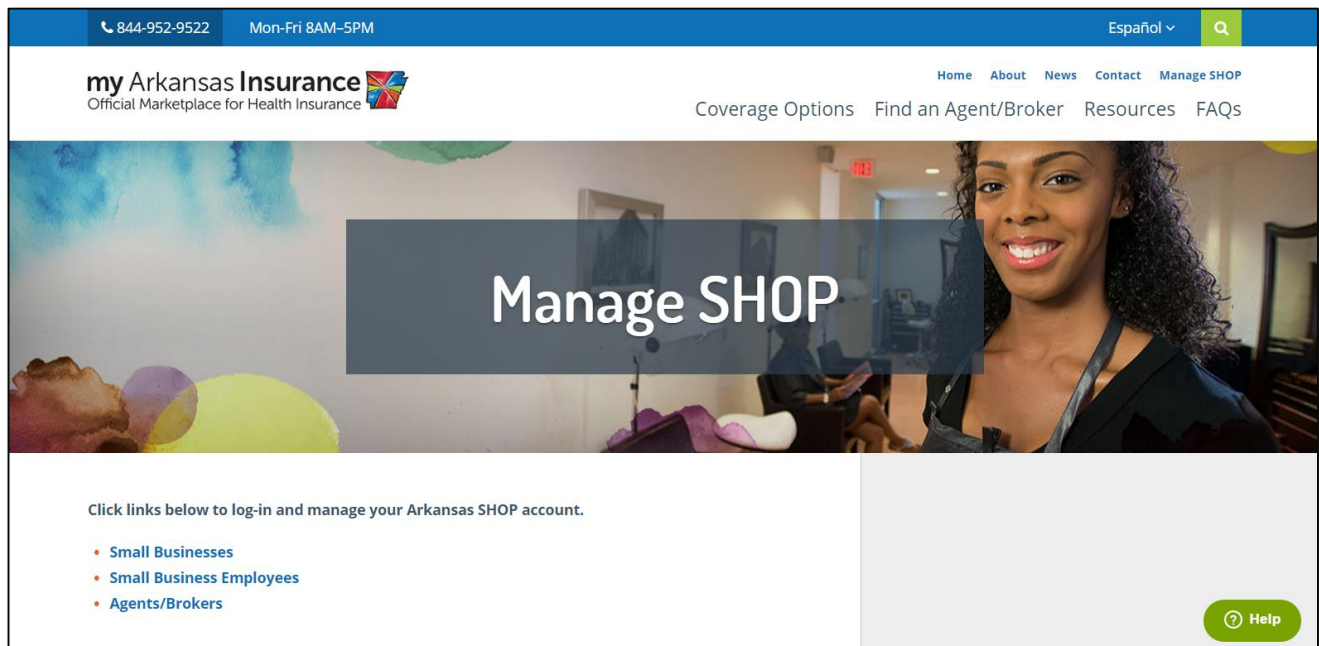 844-952-9522 Mon-Fri 8AM–5PM Español
my Arkansas Insurance
Official Marketplace for Health Insurance
Home About News Contact Manage SHOP
Coverage Options Find an Agent/Broker Resources FAQs
Manage SHOP
Click links below to log-in and manage your Arkansas SHOP account.
• Small Businesses
• Small Business Employees
• Agents/Brokers
Help